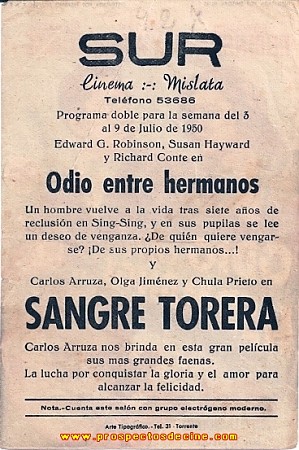 SUR
Cinema :-: Mislata
Teléfono 53686
Programa doble para la semana del 3
al 9 de Julio de 1950
Edward G. Robinson, Susan Hayward
y Richard Conte en
Odio entre hermanos
Un hombre vuelve a la vida tras siete años de
reclusión en Sing-Sing, y en sus pupilas se lee
un deseo de venganza. ¿De quién quiere vengar-
se? ¡De sus propios hermanos...!
y
Carlos Arruza, Olga Jiménez y Chula Prieto en
SANGRE TORERA
Carlos Arruza nos brinda en esta gran película
sus mas grandes faenas.
La lucha por conquistar la gloria y el amor para
alcanzar la felicidad.
Nota.-Cuenta este salón con grupo electrógeno moderno.
Arte Tipográfico.-Tel. 31 - Torrente
www.prospectosdecine.com